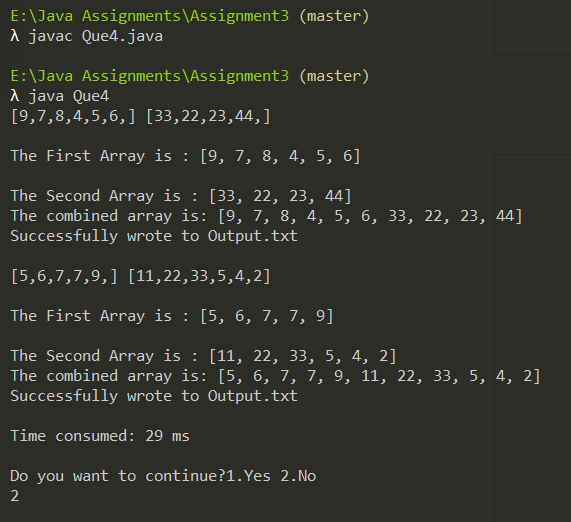 E:\Java Assignments\Assignment3 (master)
λ javac Que4.java
E:\Java Assignments\Assignment3 (master)
λ java Que4
[9,7,8,4,5,6,] [33,22,23,44,]
The First Array is : [9, 7, 8, 4, 5, 6]
The Second Array is : [33, 22, 23, 44]
The combined array is: [9, 7, 8, 4, 5, 6, 33, 22, 23, 44]
Successfully wrote to Output.txt
[5,6,7,7,9,] [11,22,33,5,4,2]
The First Array is : [5, 6, 7, 7, 9]
The Second Array is : [11, 22, 33, 5, 4, 2]
The combined array is: [5, 6, 7, 7, 9, 11, 22, 33, 5, 4, 2]
Successfully wrote to Output.txt
Time consumed: 29 ms
Do you want to continue?1.Yes 2.No
2